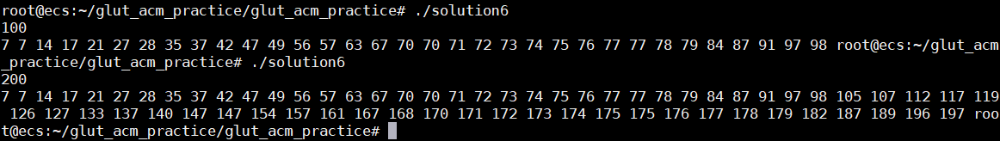 root@ecs:~/glut_acm_practice/glut_acm_practice# ./solution6
100
7 7 14 17 21 27 28 35 37 42 47 49 56 57 63 67 70 70 71 72 73 74 75 76 77 77 78 79 84 87 91 97 98 root@ecs:~/glut_acm
_practice/glut_acm_practice# ./solution6
200
7 7 14 17 21 27 28 35 37 42 47 49 56 57 63 67 70 70 71 72 73 74 75 76 77 77 78 79 84 87 91 97 98 105 107 112 117 119
 126 127 133 137 140 147 147 154 157 161 167 168 170 171 172 173 174 175 175 176 177 178 179 182 187 189 196 197 roo
t@ecs:~/glut_acm_practice/glut_acm_practice#